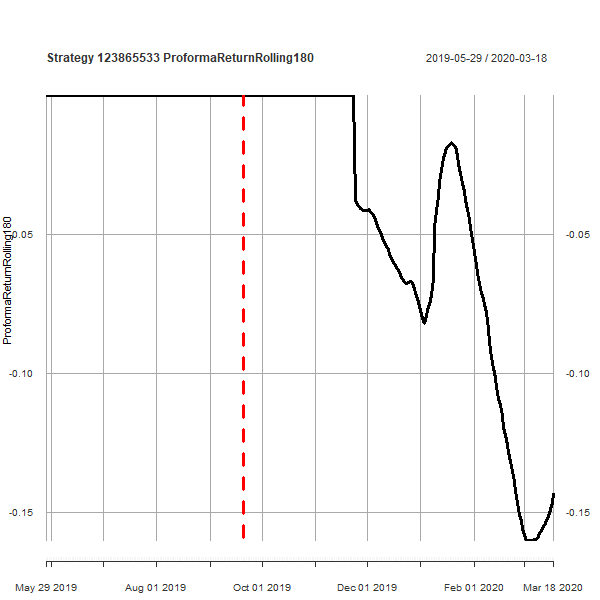 Strategy 123865533 ProformaReturnRolling180
2019-05-29 / 2020-03-18
ProformaReturnRolling180
-0.05
-0.05
-0.10
-0.10
-0.15
-0.15
May 29 2019
Aug 01 2019
Oct 01 2019
Dec 01 2019
Feb 01 2020
Mar 18 2020